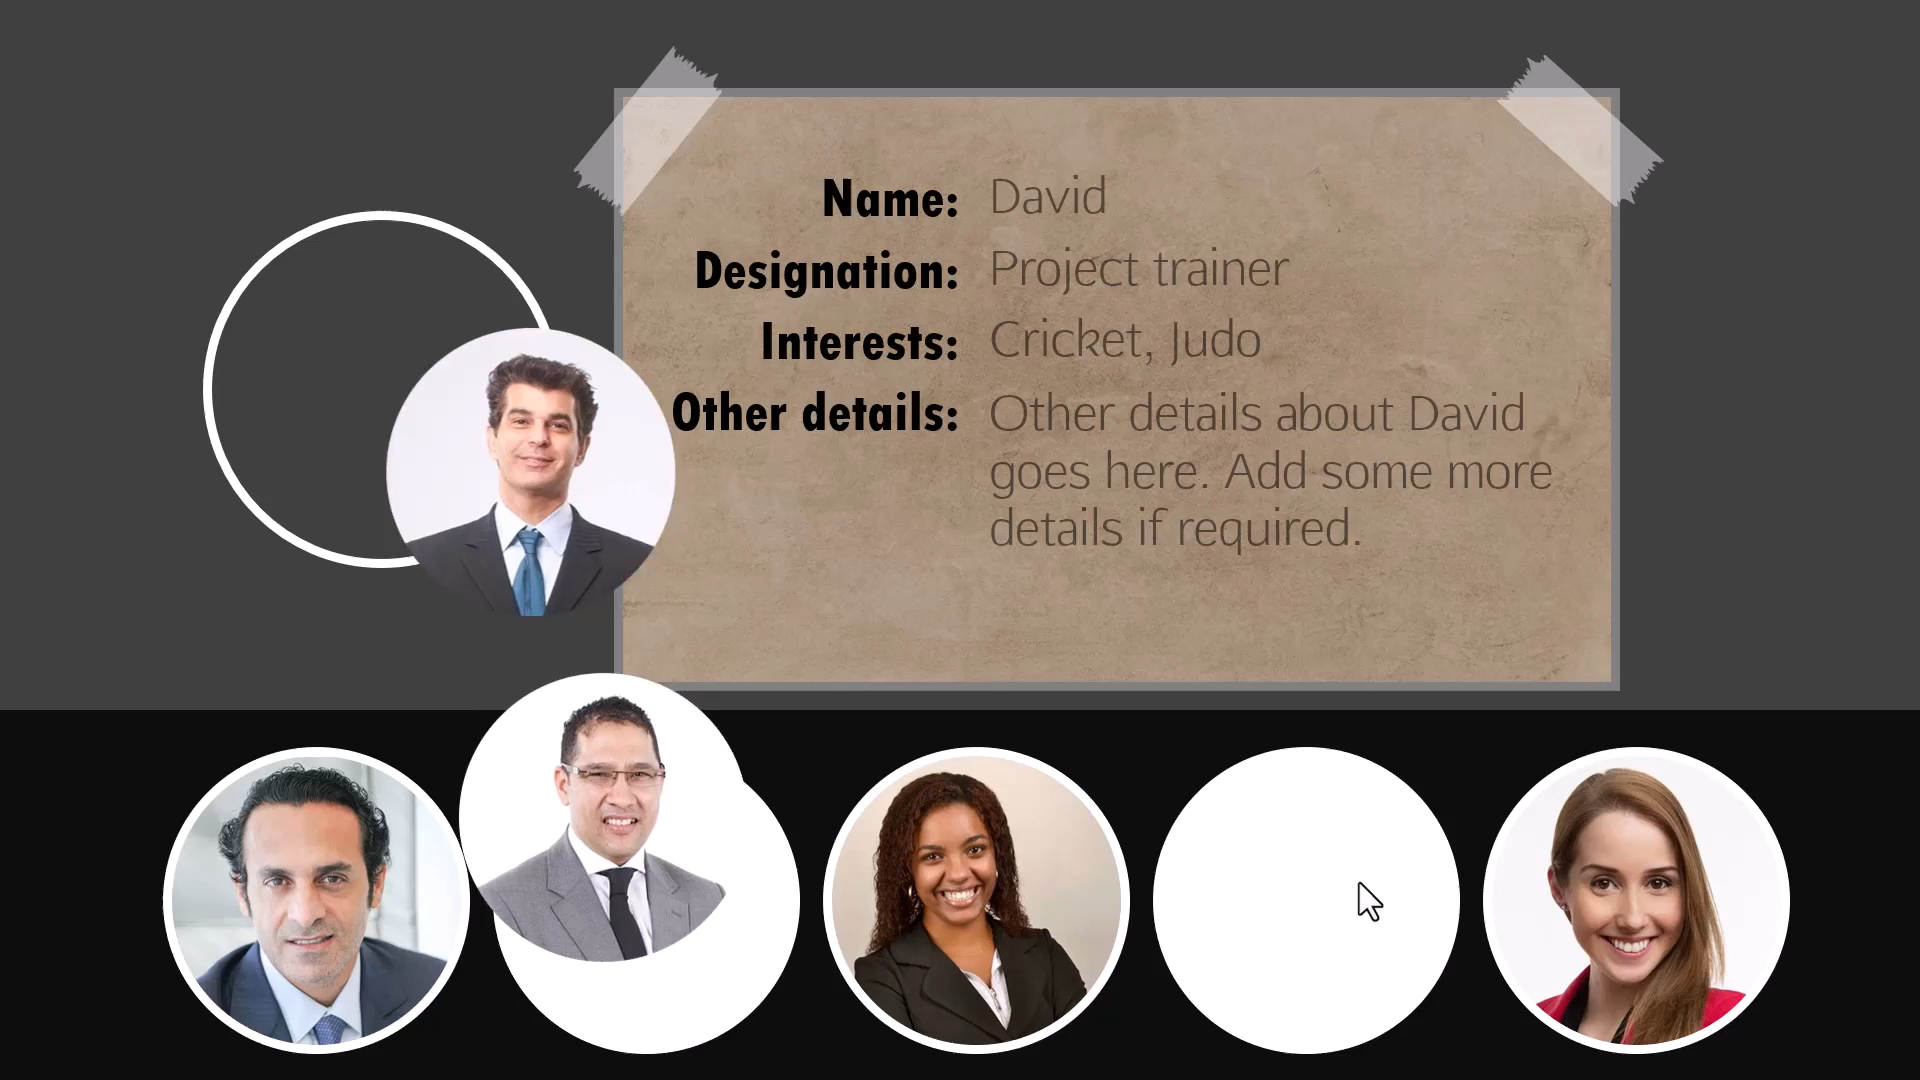 Name: David
Designation: Project trainer
Interests: Cricket, Judo
Other details: Other details about David
goes here. Add some more
details if required.